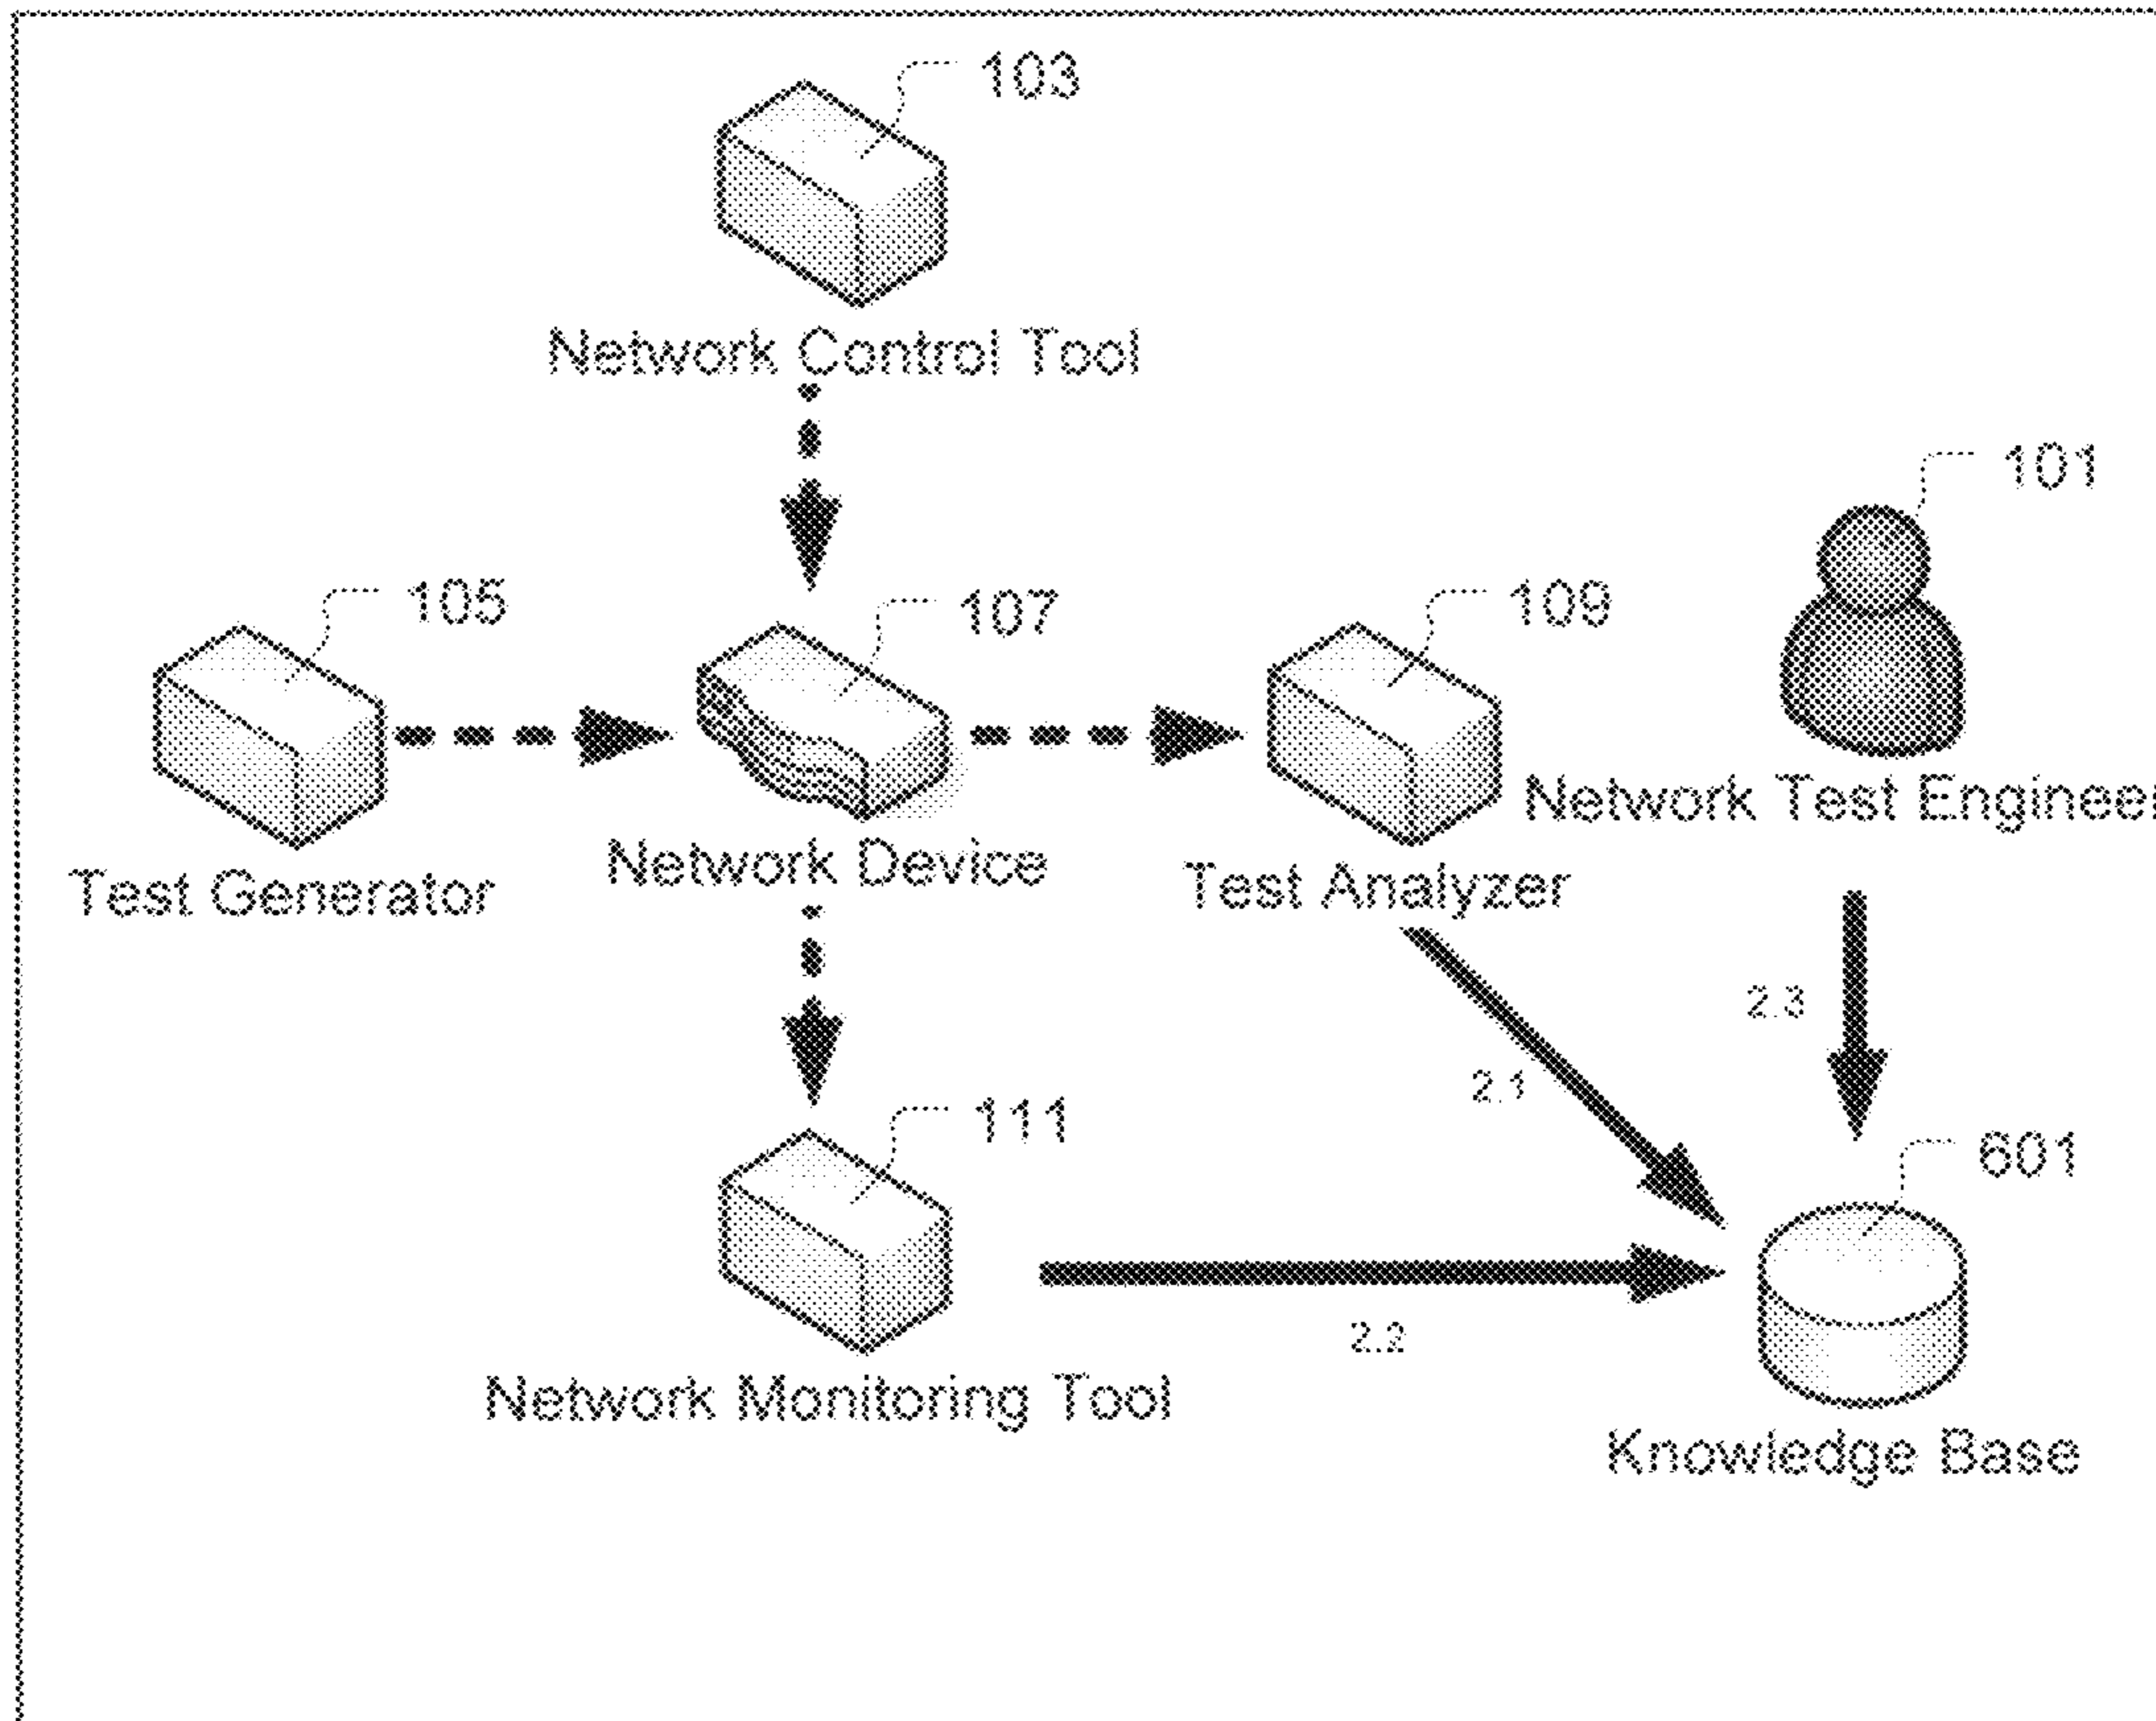 103
Network Control Tool
101
105
107
109
Network Test Engineer
Test Generator
Network Device
Test Analyzer
2.3
2.1
111
601
2.2
Network Monitoring Tool
Knowledge Base